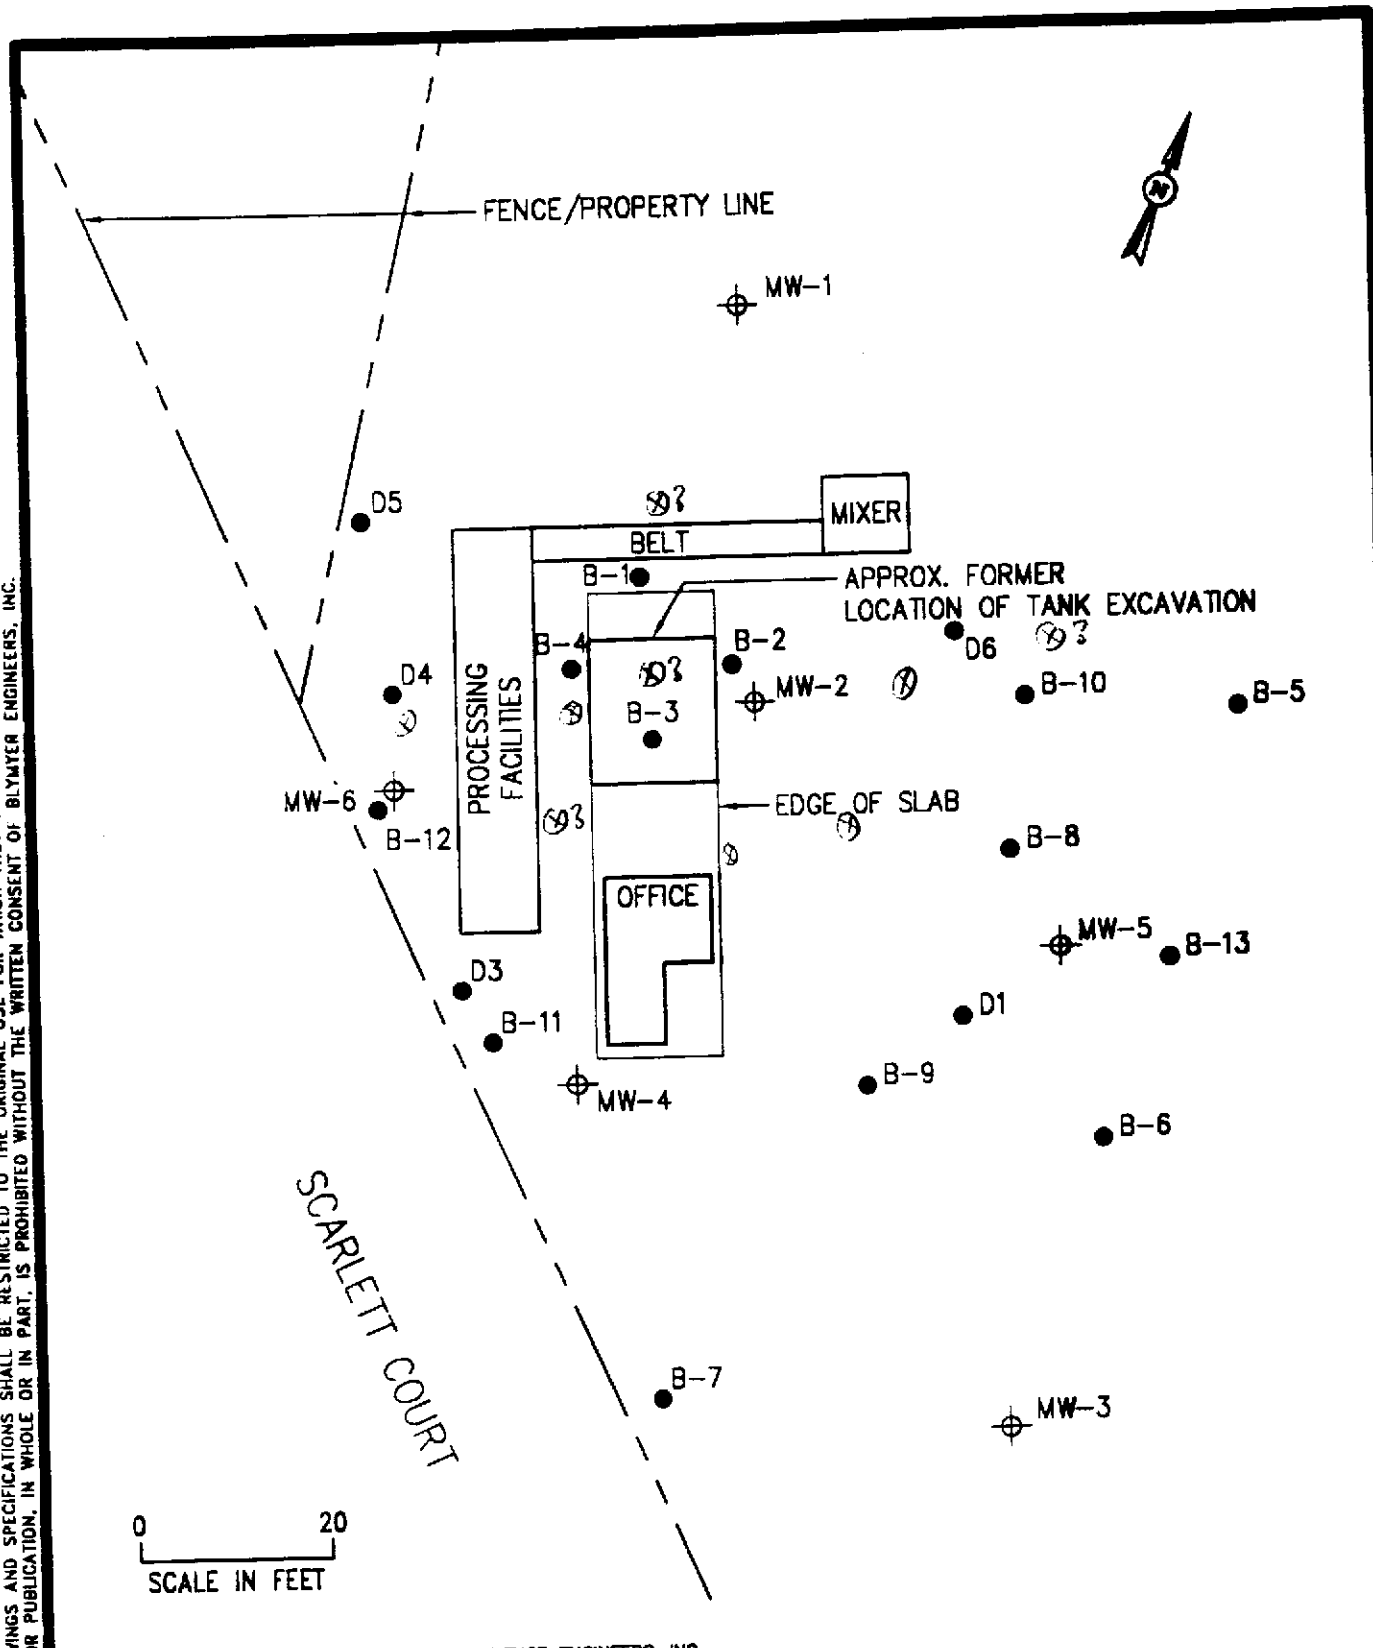 FENCE/PROPERTY LINE
N
MW-1
D5
MIXER
BELT
B-1
APPROX. FORMER
LOCATION OF TANK EXCAVATION
B-4
B-2
D6
D4
MW-2
B-10
B-5
B-3
PROCESSING
FACILITIES
MW-6
B-12
EDGE OF SLAB
B-8
OFFICE
MW-5
B-13
D3
D1
B-11
B-9
MW-4
B-6
SCARLETT COURT
B-7
MW-3
0 20
SCALE IN FEET
INGS AND SPECIFICATIONS SHALL BE RESTRICTED TO THE ORIGINAL USE FOR WHICH
OR PUBLICATION, IN WHOLE OR IN PART, IS PROHIBITED WITHOUT THE WRITTEN CONSENT OF BLYMYER ENGINEERS, INC.